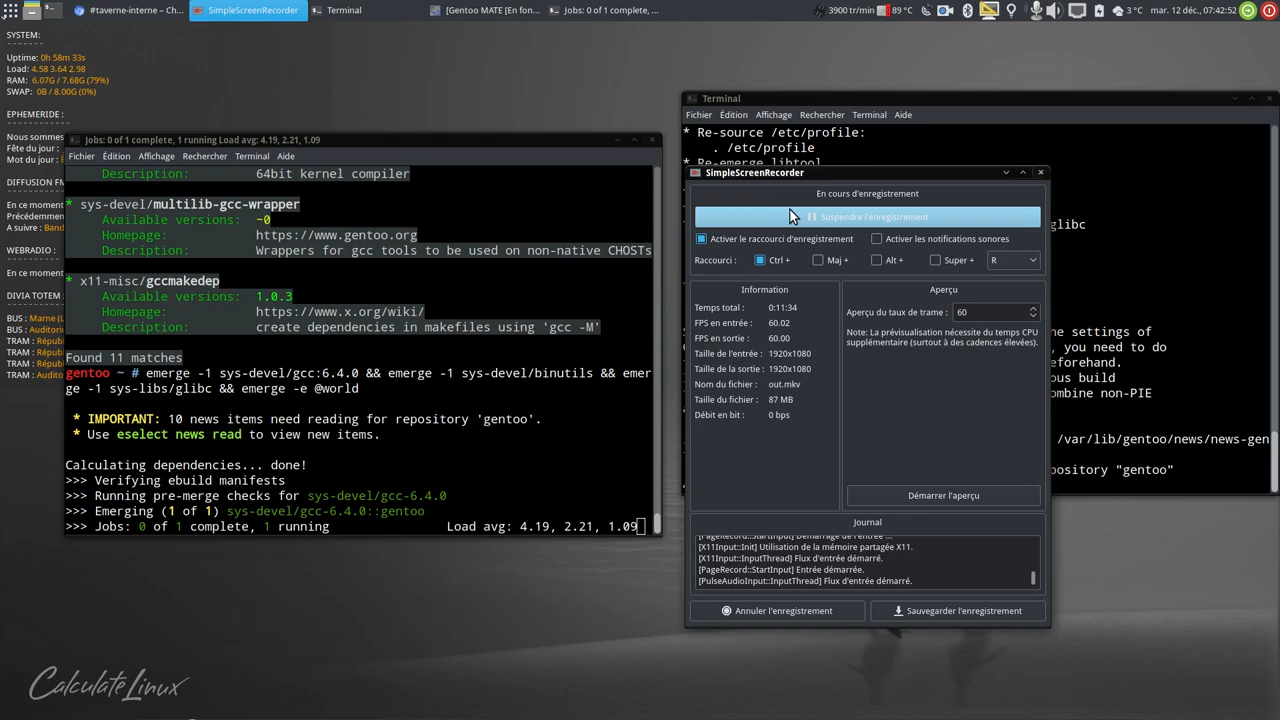 #taverne-interne – Ch...
SimpleScreenRecorder
Terminal
[Gentoo MATE [En fon...
Jobs: 0 of 1 complete, ...
3900 tr/min
89 °C
3 °C
mar. 12 déc., 07:42:52
SYSTEM:
Uptime: 0h 58m 33s
Load: 4.58 3.64 2.98
RAM: 6.07G / 7.68G (79%)
SWAP: 0B / 8.00G (0%)
EPHEMERIDE :
Nous sommes
Fête du jour :
Mot du jour :
DIFFUSION FM
En ce moment
Précédemmen
A suivre : Band
WEBRADIO :
En ce moment
DIVIA TOTEM :
BUS : Marne (L
BUS : Auditori
TRAM : Républ
TRAM : Républ
TRAM : Audito
Jobs: 0 of 1 complete, 1 running Load avg: 4.19, 2.21, 1.09
Fichier Édition Affichage Rechercher Terminal Aide
Description: 64bit kernel compiler
* sys-devel/multilib-gcc-wrapper
Available versions: ~0
Homepage: https://www.gentoo.org
Description: Wrappers for gcc tools to be used on non-native CHOSTs
* x11-misc/gccmakedep
Available versions: 1.0.3
Homepage: https://www.x.org/wiki/
Description: create dependencies in makefiles using 'gcc -M'
Found 11 matches
gentoo ~ # emerge -1 sys-devel/gcc:6.4.0 && emerge -1 sys-devel/binutils && emer
ge -1 sys-libs/glibc && emerge -e @world
* IMPORTANT: 10 news items need reading for repository 'gentoo'.
* Use eselect news read to view new items.
Calculating dependencies... done!
>>> Verifying ebuild manifests
>>> Running pre-merge checks for sys-devel/gcc-6.4.0
>>> Emerging (1 of 1) sys-devel/gcc-6.4.0::gentoo
>>> Jobs: 0 of 1 complete, 1 running Load avg: 4.19, 2.21, 1.09
Terminal
Fichier Édition Affichage Rechercher Terminal Aide
* Re-source /etc/profile:
. /etc/profile
* Re-emerge libtool
glibc
he settings of
, you need to do
eforehand.
ous build
ombine non-PIE
/var/lib/gentoo/news/news-gen
pository "gentoo"
SimpleScreenRecorder
En cours d'enregistrement
Suspendre l'enregistrement
Activer le raccourci d'enregistrement
Activer les notifications sonores
Raccourci : Ctrl + Maj + Alt + Super + R
Information
Temps total : 0:11:34
FPS en entrée : 60.02
FPS en sortie : 60.00
Taille de l'entrée : 1920x1080
Taille de la sortie : 1920x1080
Nom du fichier : out.mkv
Taille du fichier : 87 MB
Débit en bit : 0 bps
Aperçu
Aperçu du taux de trame : 60
Note: La prévisualisation nécessite du temps CPU
supplémentaire (surtout à des cadences élevées).
Démarrer l'aperçu
Journal
[PageRecord::StartInput] Démarrage de l'entrée ...
[X11Input::Init] Utilisation de la mémoire partagée X11.
[X11Input::InputThread] Flux d'entrée démarré.
[PageRecord::StartInput] Entrée démarrée.
[PulseAudioInput::InputThread] Flux d'entrée démarré.
Annuler l'enregistrement
Sauvegarder l'enregistrement
Calculate Linux